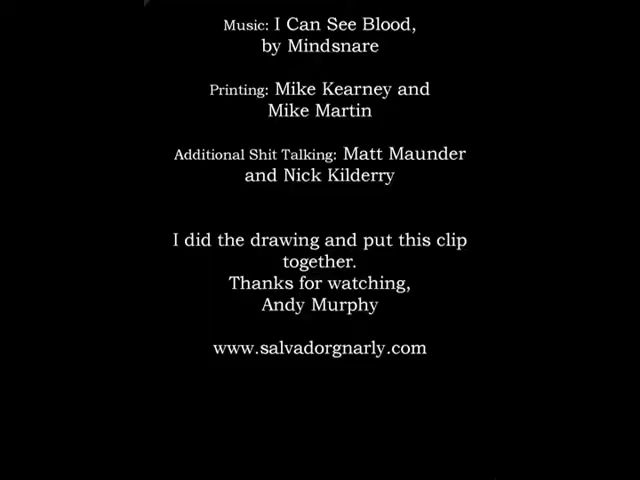 Music: I Can See Blood,
by Mindsnare
Printing: Mike Kearney and
Mike Martin
Additional Shit Talking: Matt Maunder
and Nick Kilderry
I did the drawing and put this clip
together.
Thanks for watching,
Andy Murphy
www.salvadorgnarly.com